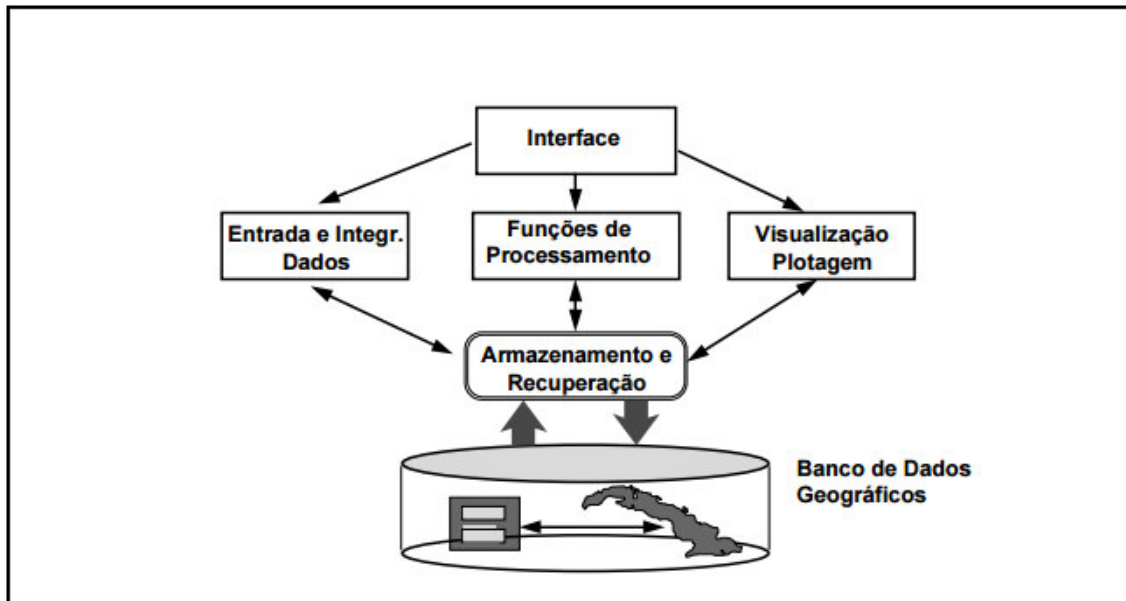 Interface
Entrada e Integr.
Dados
Funções de
Processamento
Visualização
Plotagem
Armazenamento e
Recuperação
Banco de Dados
Geográficos